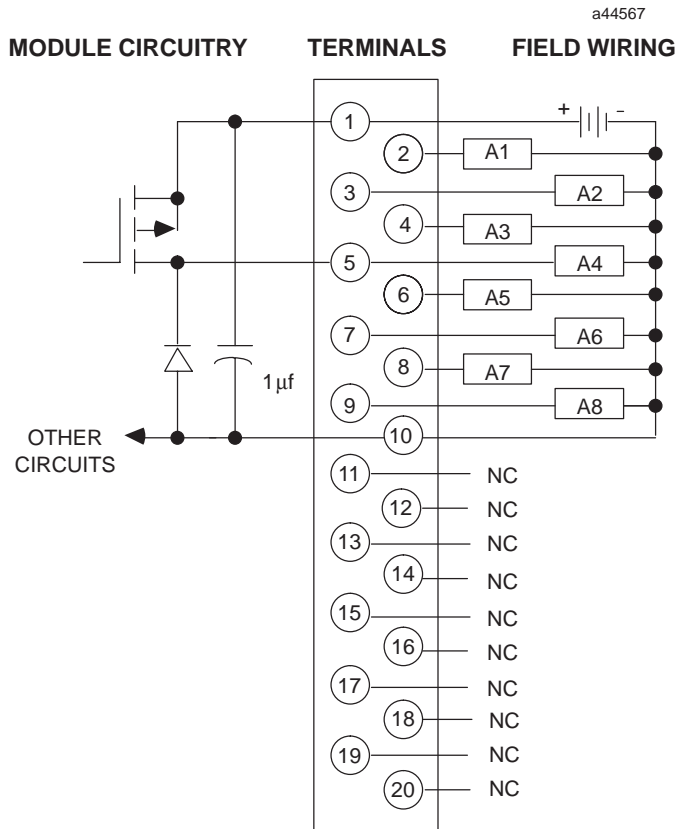 a44567
MODULE CIRCUITRY TERMINALS FIELD WIRING
+ −
1
2 A1
3 A2
4 A3
5 A4
6 A5
7 A6
8 A7
1μf
9 A8
OTHER
CIRCUITS
10
11 NC
12 NC
13 NC
14 NC
15 NC
16 NC
17 NC
18 NC
19 NC
20 NC